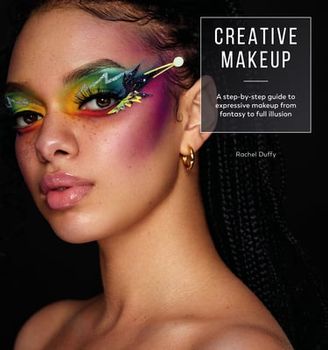 CREATIVE
MAKEUP
A step-by-step guide to
expressive makeup from
fantasy to full illusion
Rachel Duffy